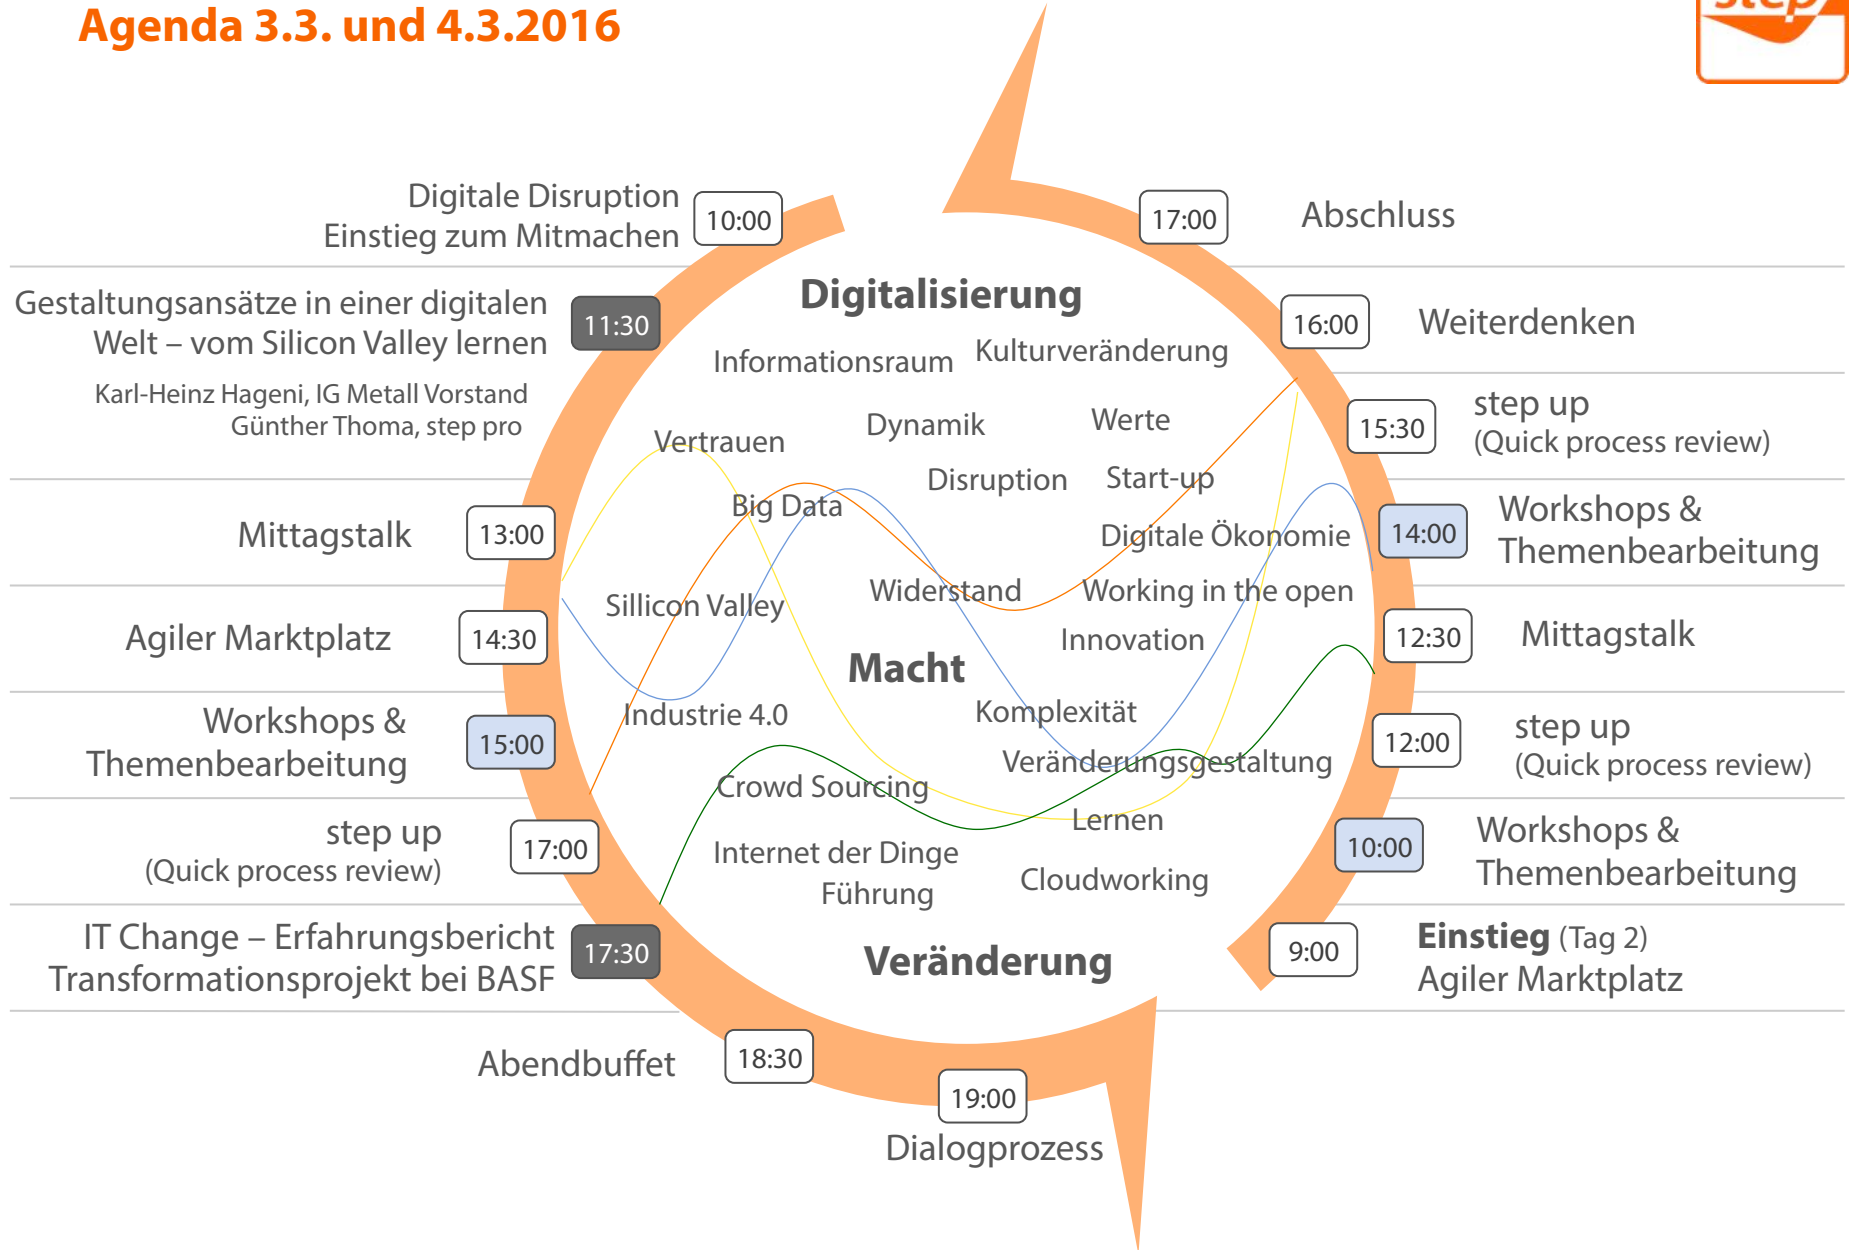 Agenda 3.3. und 4.3.2016
step
Digitale Disruption
Einstieg zum Mitmachen
10:00
Gestaltungsansätze in einer digitalen
Welt – vom Silicon Valley lernen
11:30
Karl-Heinz Hageni, IG Metall Vorstand
Günther Thoma, step pro
Mittagstalk
13:00
Agiler Marktplatz
14:30
Workshops &
Themenbearbeitung
15:00
step up
(Quick process review)
17:00
IT Change – Erfahrungsbericht
Transformationsprojekt bei BASF
17:30
Abendbuffet
18:30
19:00
Dialogprozess
Digitalisierung
Informationsraum
Kulturveränderung
Vertrauen
Dynamik
Werte
Disruption
Start-up
Big Data
Digitale Ökonomie
Widerstand
Working in the open
Sillicon Valley
Innovation
Macht
Industrie 4.0
Komplexität
Veränderungsgestaltung
Crowd Sourcing
Lernen
Internet der Dinge
Führung
Cloudworking
Veränderung
17:00
Abschluss
16:00
Weiterdenken
15:30
step up
(Quick process review)
14:00
Workshops &
Themenbearbeitung
12:30
Mittagstalk
12:00
step up
(Quick process review)
10:00
Workshops &
Themenbearbeitung
9:00
Einstieg (Tag 2)
Agiler Marktplatz